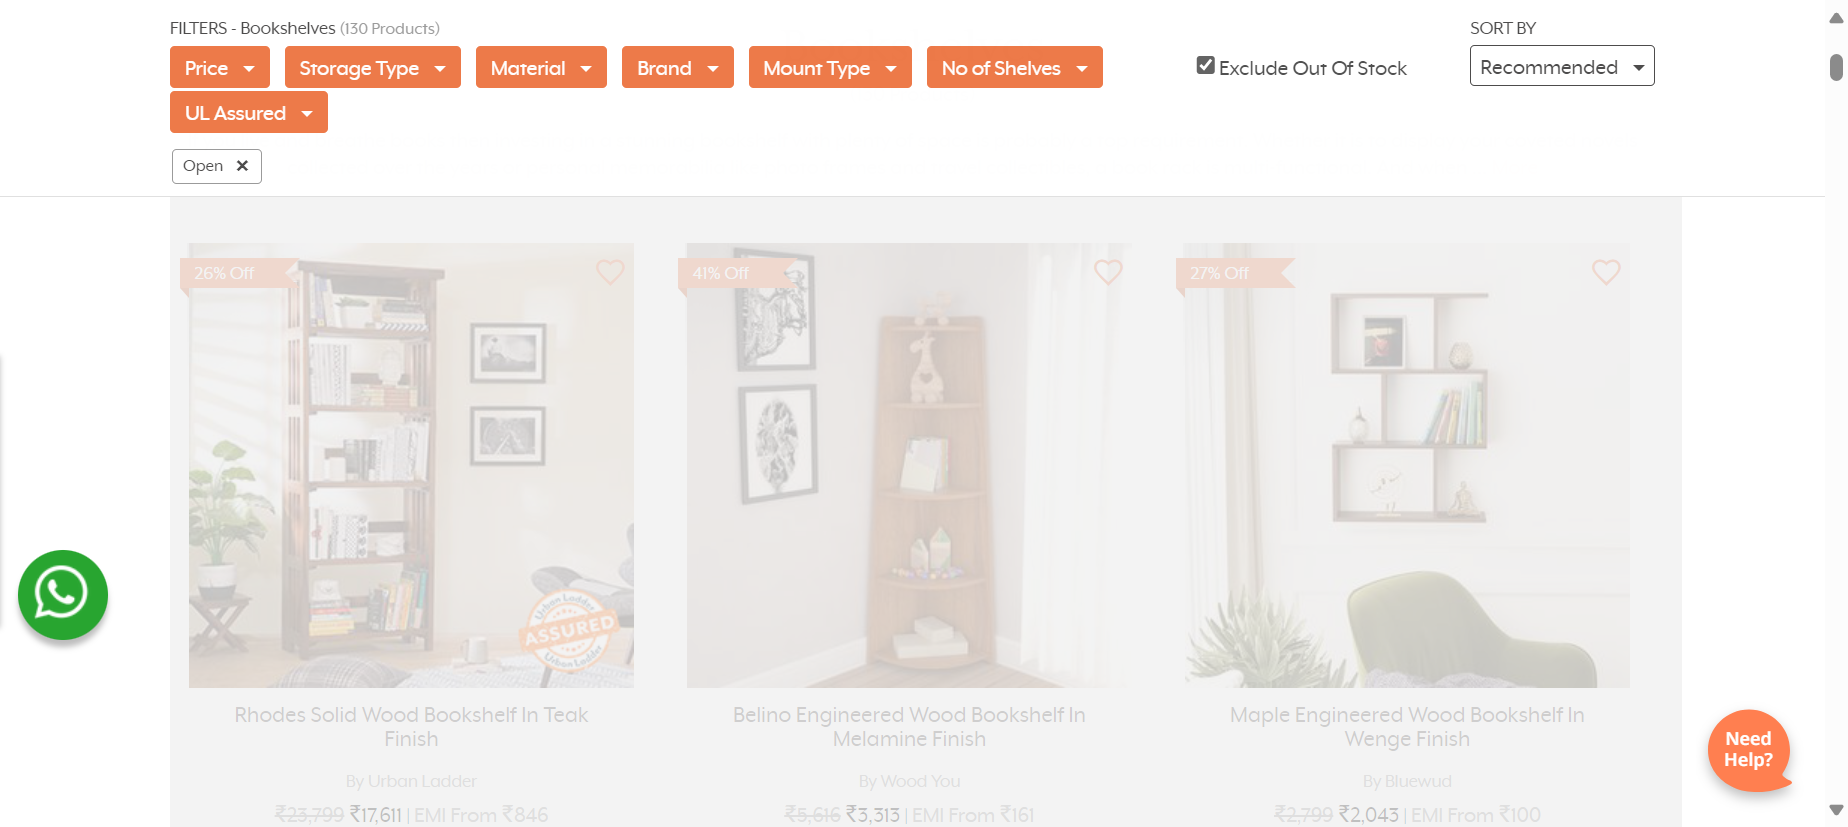 FILTERS - Bookshelves (130 Products)
SORT BY
Price
Storage Type
Material
Brand
Mount Type
No of Shelves
Exclude Out Of Stock
Recommended
UL Assured
Open ✕
26% Off
41% Off
27% Off
Urban Ladder
ASSURED
Urban Ladder
Rhodes Solid Wood Bookshelf In Teak
Finish
By Urban Ladder
₹23,799 ₹17,611 | EMI From ₹846
Belino Engineered Wood Bookshelf In
Melamine Finish
By Wood You
₹5,616 ₹3,313 | EMI From ₹161
Maple Engineered Wood Bookshelf In
Wenge Finish
By Bluewud
₹2,799 ₹2,043 | EMI From ₹100
Need
Help?